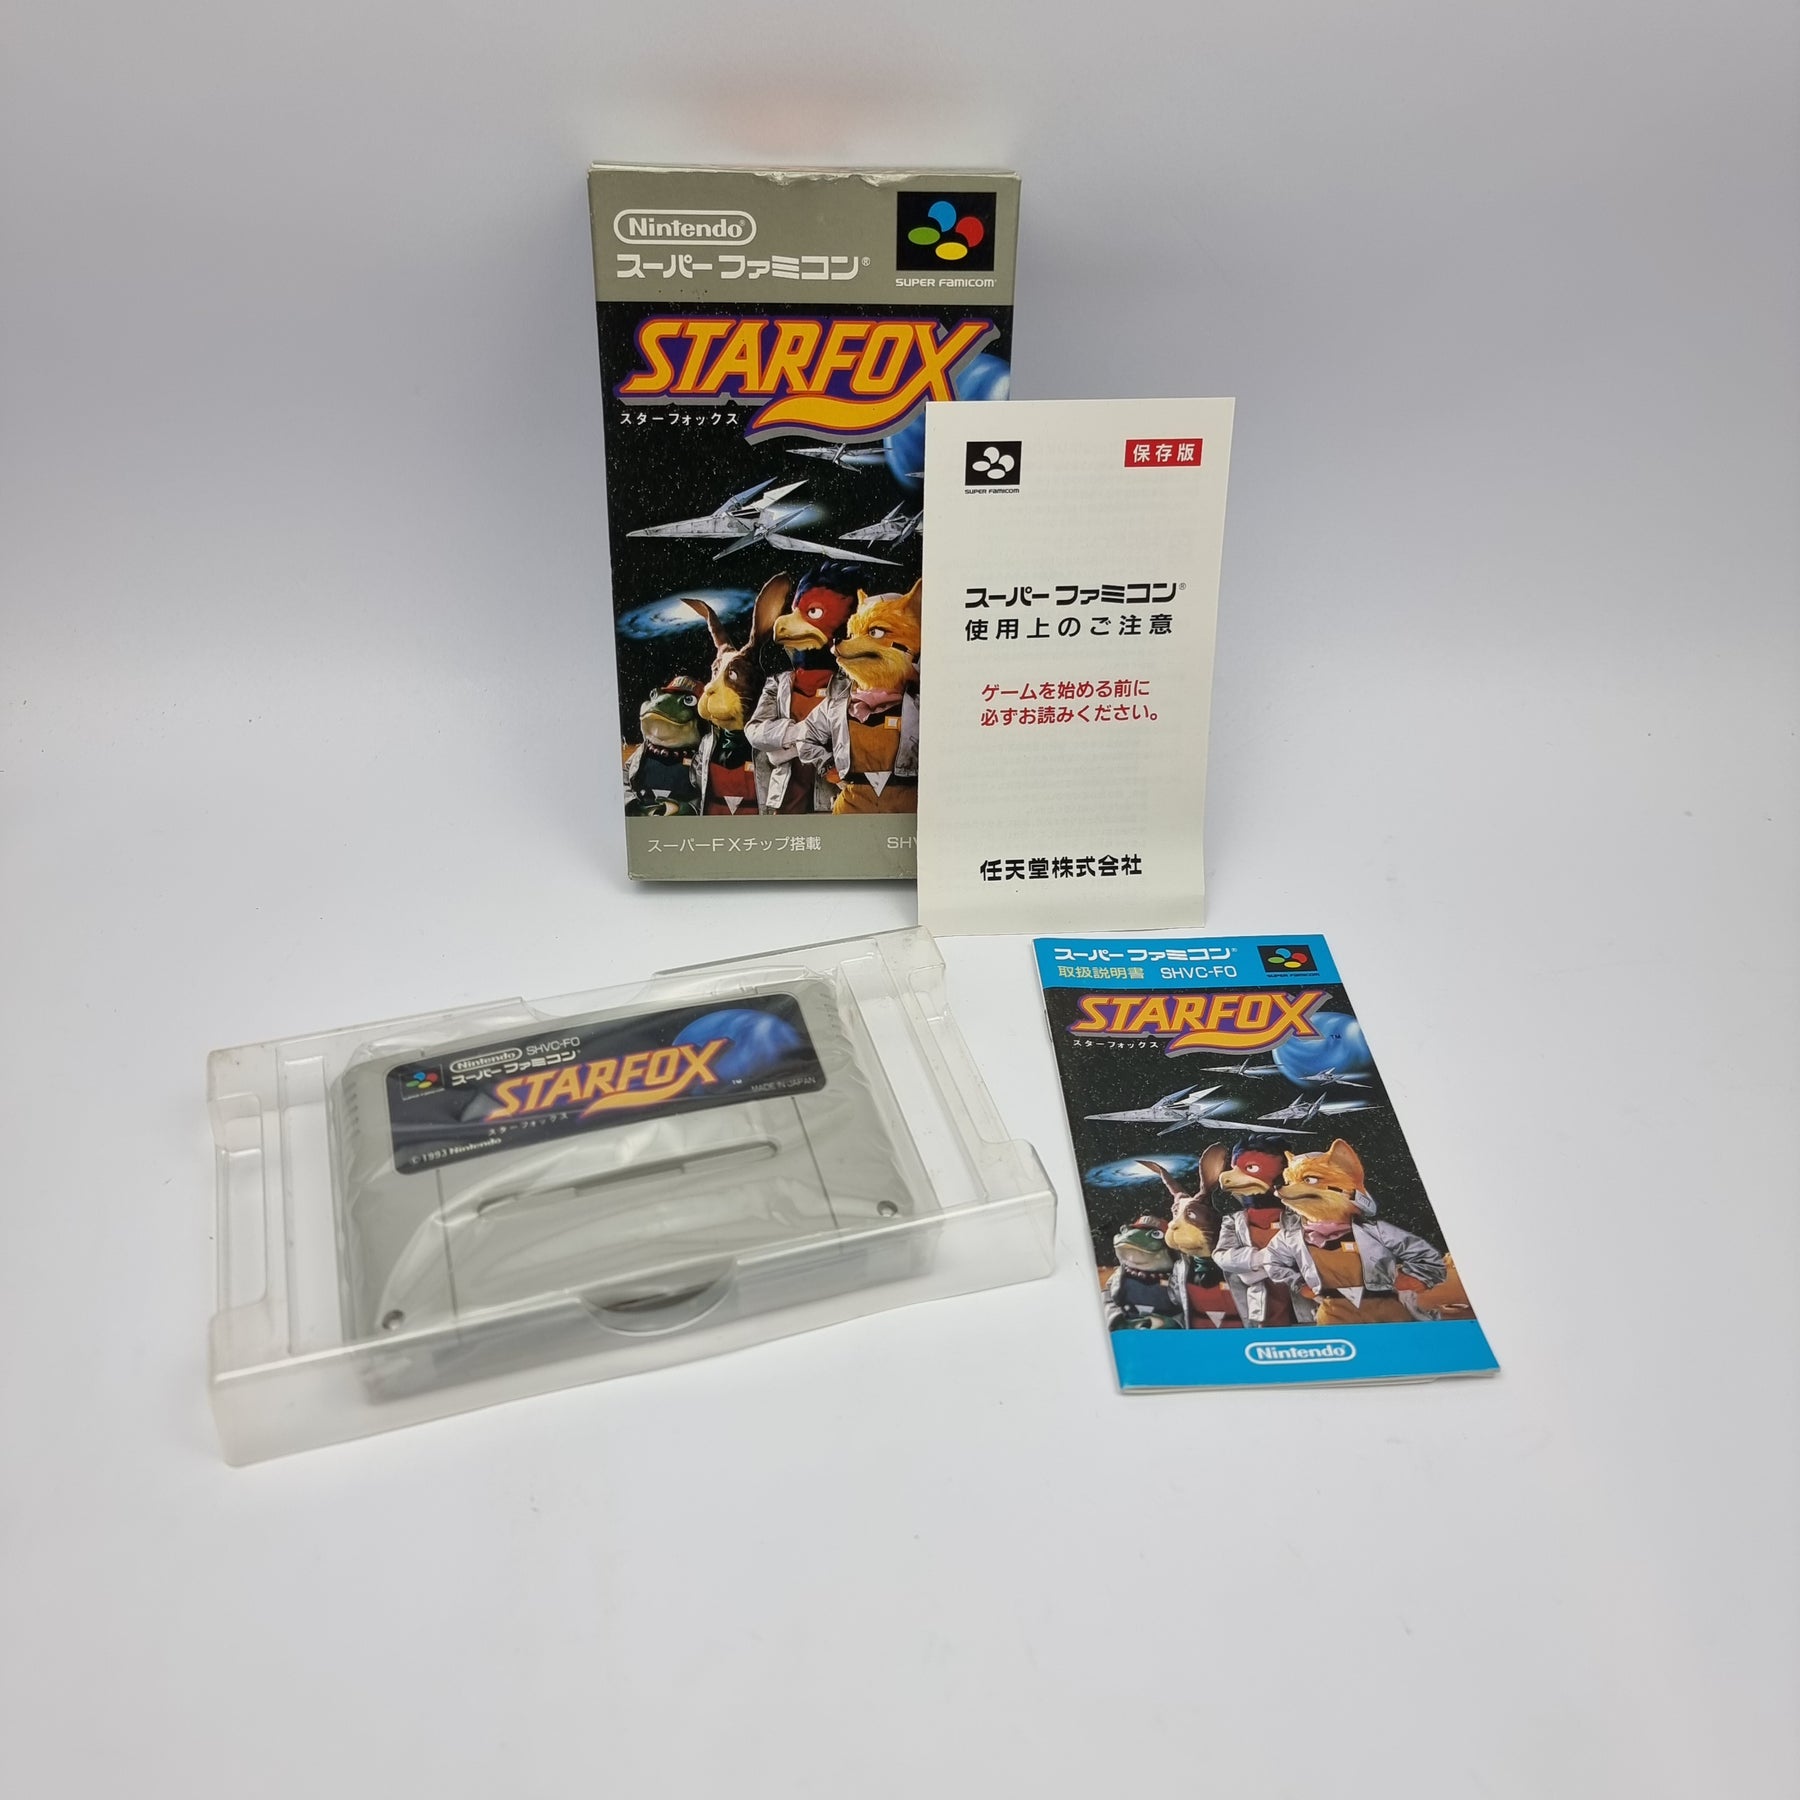 Nintendo®
スーパーファミコン®
SUPER FAMICOM
STARFOX
スターフォックス
スーパーFXチップ搭載
SHV
SUPER FAMICOM
保存版
スーパーファミコン®
使用上のご注意
ゲームを始める前に
必ずお読みください。
任天堂株式会社
Nintendo SHVC-FO
スーパーファミコン
SUPER FAMICOM
STARFOX ™
スターフォックス
MADE IN JAPAN
© 1993 Nintendo
スーパーファミコン®
取扱説明書 SHVC-FO
SUPER FAMICOM
STARFOX ™
スターフォックス
Nintendo®